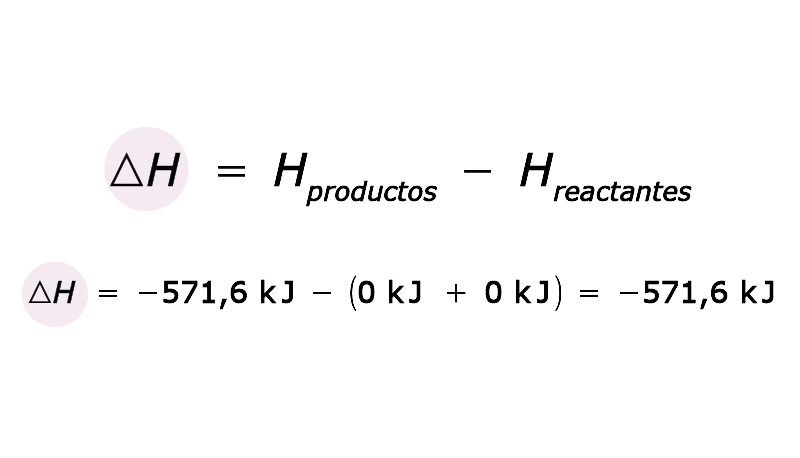 △H = H_productos − H_reactantes
△H = −571,6 kJ − (0 kJ + 0 kJ) = −571,6 kJ